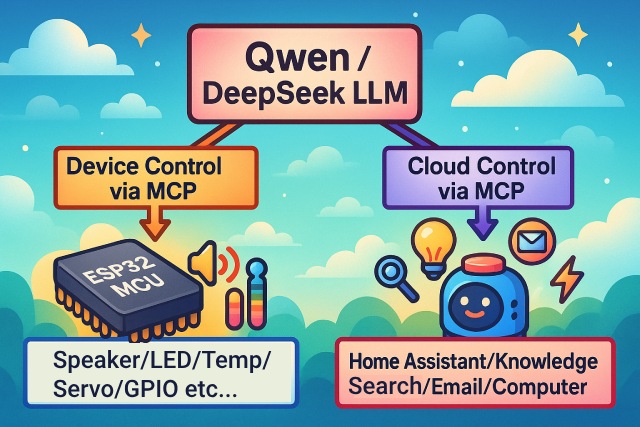 Qwen /
DeepSeek LLM
Device Control
via MCP
Cloud Control
via MCP
ESP32
MCU
Speaker/LED/Temp/
Servo/GPIO etc...
Home Assistant/Knowledge
Search/Email/Computer